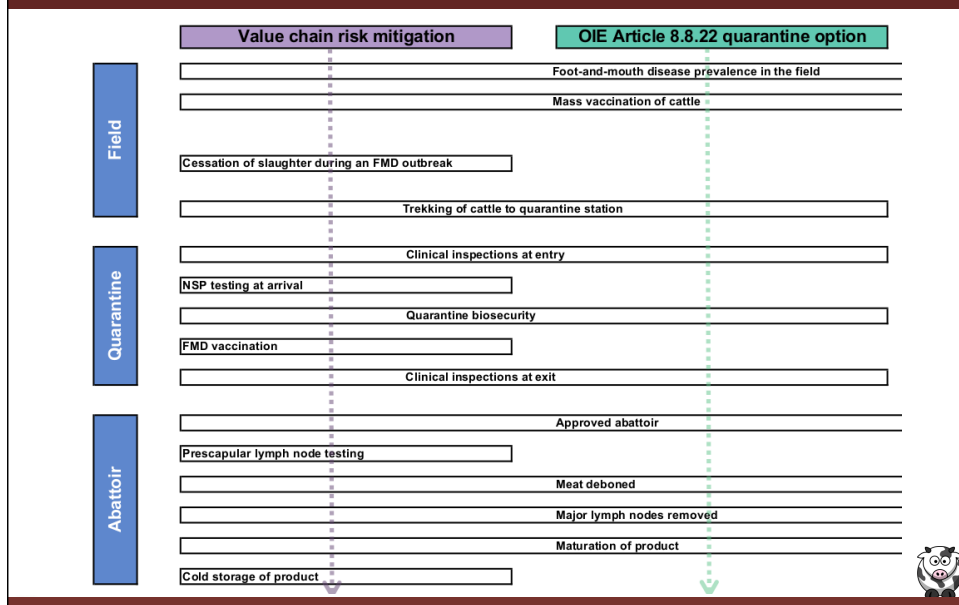 Value chain risk mitigation
OIE Article 8.8.22 quarantine option
Field
Foot-and-mouth disease prevalence in the field
Mass vaccination of cattle
Cessation of slaughter during an FMD outbreak
Trekking of cattle to quarantine station
Quarantine
Clinical inspections at entry
NSP testing at arrival
Quarantine biosecurity
FMD vaccination
Clinical inspections at exit
Abattoir
Approved abattoir
Prescapular lymph node testing
Meat deboned
Major lymph nodes removed
Maturation of product
Cold storage of product